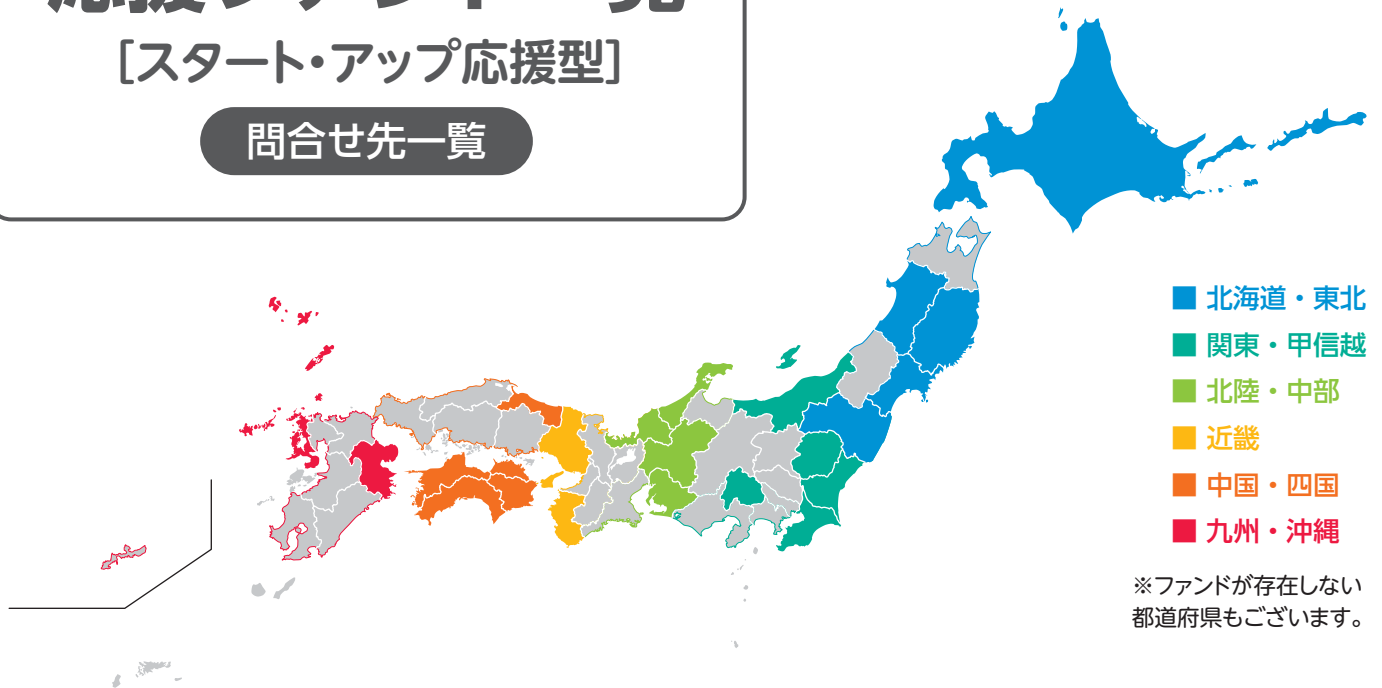 [スタート・アップ応援型]
問合せ先一覧
北海道・東北
関東・甲信越
北陸・中部
近畿
中国・四国
九州・沖縄
※ファンドが存在しない
都道府県もございます。